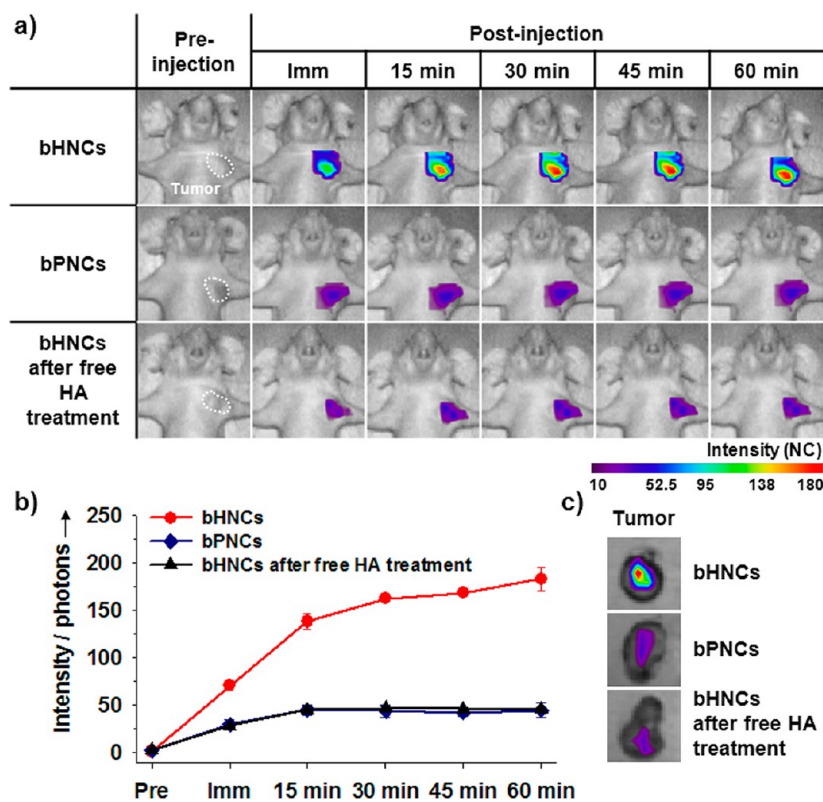 a)
Pre-
injection
Post-injection
Imm
15 min
30 min
45 min
60 min
bHNCs
Tumor
bPNCs
bHNCs
after free
HA
treatment
Intensity (NC)
10 52.5 95 138 180
b)
250
200
150
100
50
0
Intensity / photons →
bHNCs
bPNCs
bHNCs after free HA treatment
Pre Imm 15 min 30 min 45 min 60 min
c)
Tumor
bHNCs
bPNCs
bHNCs
after free HA
treatment